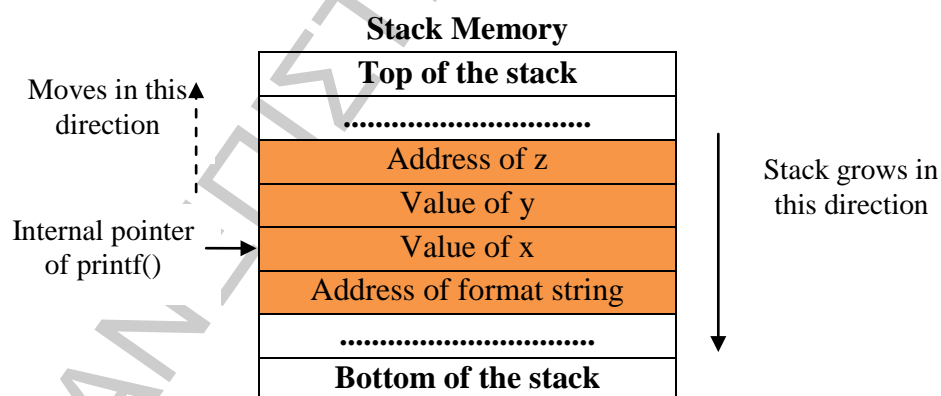 Stack Memory
Top of the stack
Moves in this
direction
...............................
Address of z
Value of y
Value of x
Address of format string
................................
Bottom of the stack
Internal pointer
of printf()
Stack grows in
this direction